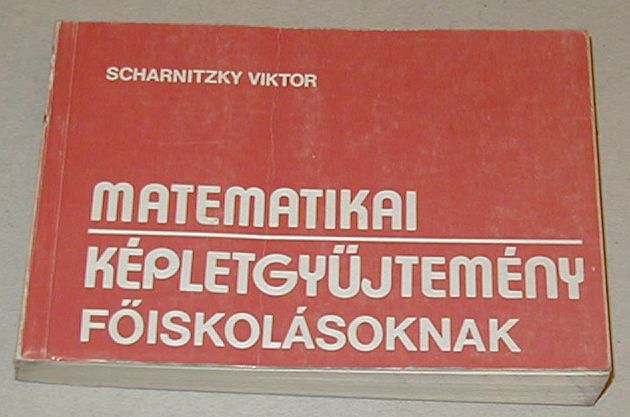 SCHARNITZKY VIKTOR
MATEMATIKAI
KÉPLETGYŰJTEMÉNY
FŐISKOLÁSOKNAK